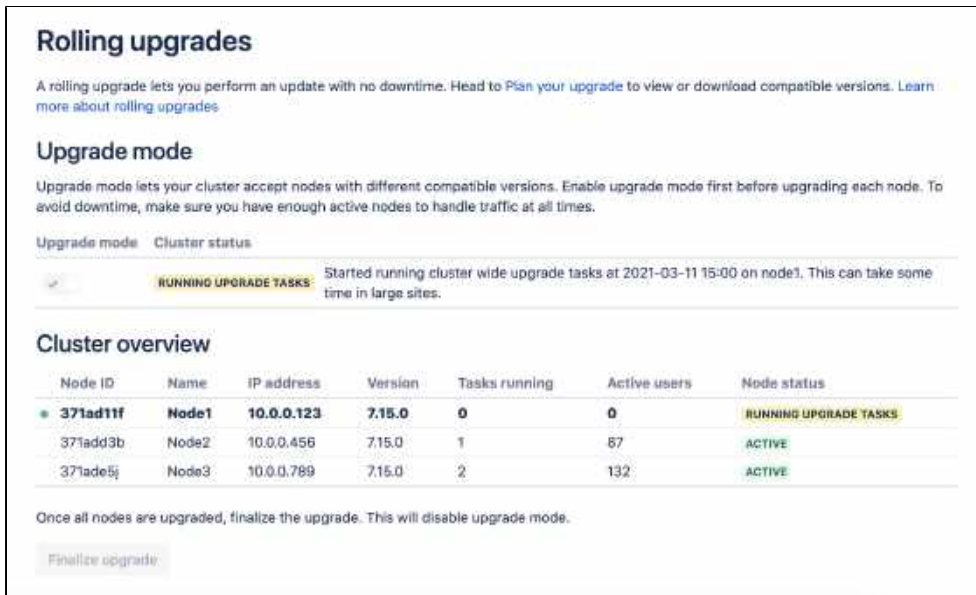 Rolling upgrades
A rolling upgrade lets you perform an update with no downtime. Head to Plan your upgrade to view or download compatible versions. Learn
more about rolling upgrades
Upgrade mode
Upgrade mode lets your cluster accept nodes with different compatible versions. Enable upgrade mode first before upgrading each node. To
avoid downtime, make sure you have enough active nodes to handle traffic at all times.
Upgrade mode Cluster status
RUNNING UPGRADE TASKS Started running cluster wide upgrade tasks at 2021-03-11 15:00 on node1. This can take some
time in large sites.
Cluster overview
Node ID Name IP address Version Tasks running Active users Node status
371ad11f Node1 10.0.0.123 7.15.0 0 0 RUNNING UPGRADE TASKS
371add3b Node2 10.0.0.456 7.15.0 1 87 ACTIVE
371ade5j Node3 10.0.0.789 7.15.0 2 132 ACTIVE
Once all nodes are upgraded, finalize the upgrade. This will disable upgrade mode.
Finalize upgrade